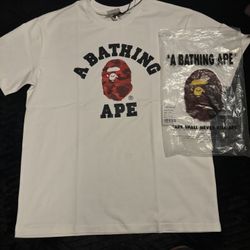 A BATHING
APE
®
"A BATHING APE"
"APE SHALL NEVER KILL APE"